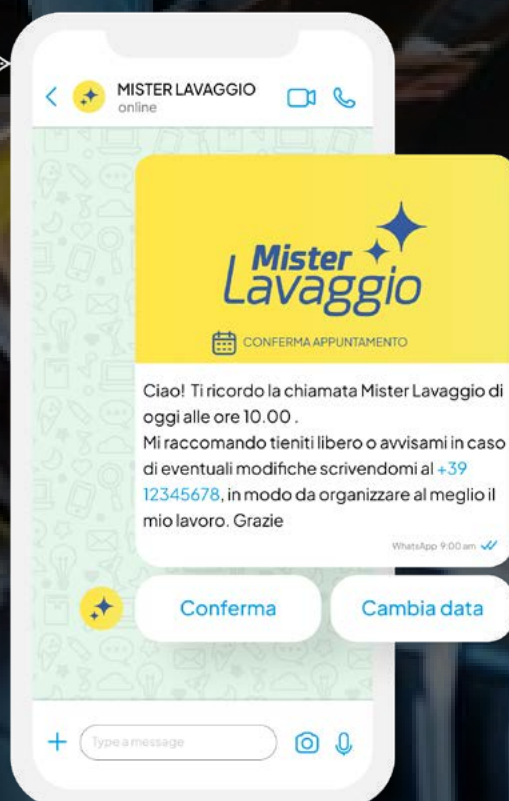 MISTER LAVAGGIO
online
Mister
Lavaggio
CONFERMA APPUNTAMENTO
Ciao! Ti ricordo la chiamata Mister Lavaggio di
oggi alle ore 10.00 .
Mi raccomando tieniti libero o avvisami in caso
di eventuali modifiche scrivendomi al +39
12345678, in modo da organizzare al meglio il
mio lavoro. Grazie
WhatsApp 9:00 am
Conferma
Cambia data
Type a message